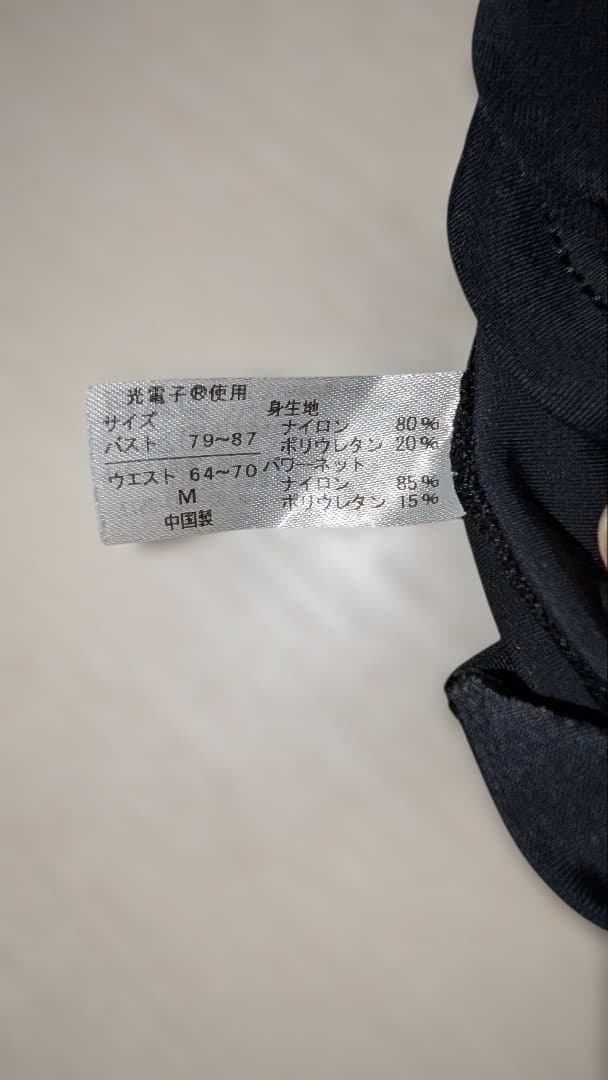 光電子®使用
サイズ
バスト 79~87
ウエスト 64~70
M
中国製
身生地
ナイロン 80%
ポリウレタン 20%
パワーネット
ナイロン 85%
ポリウレタン 15%